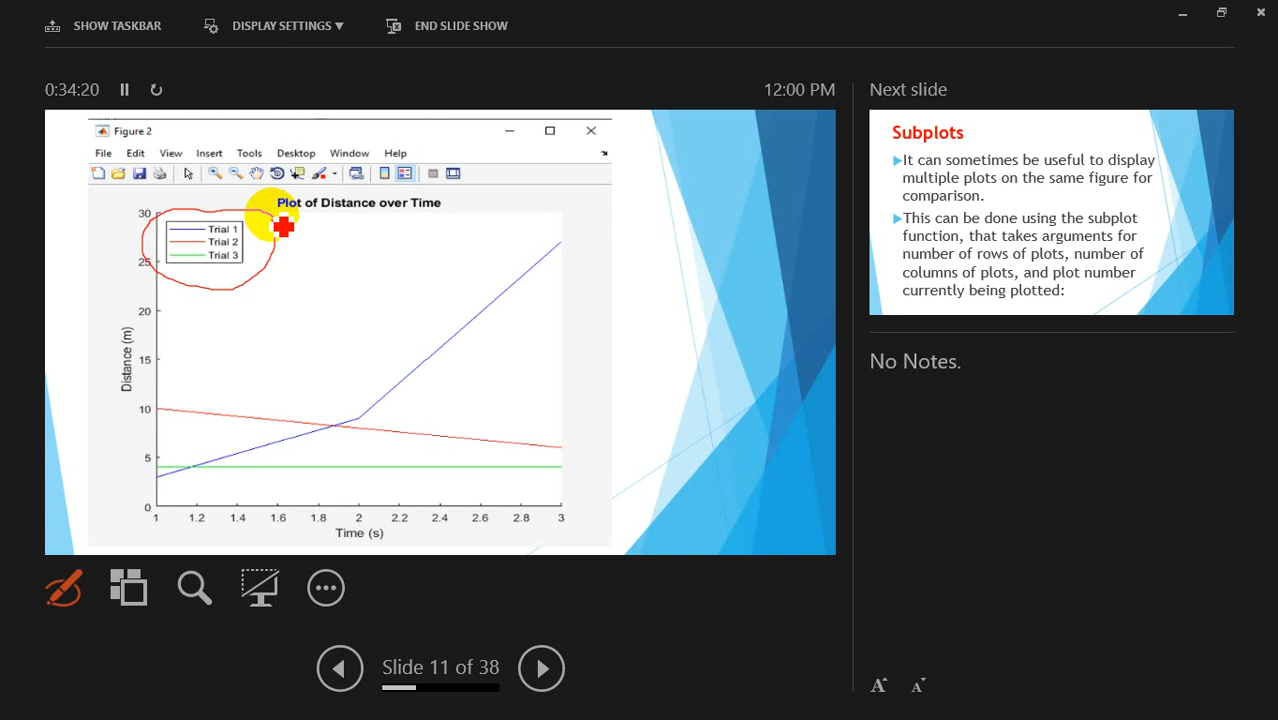 SHOW TASKBAR DISPLAY SETTINGS ▼ END SLIDE SHOW
0:34:20 12:00 PM
Figure 2
File Edit View Insert Tools Desktop Window Help
Plot of Distance over Time
30
25
20
15
10
5
0
Trial 1
Trial 2
Trial 3
Distance (m)
1 1.2 1.4 1.6 1.8 2 2.2 2.4 2.6 2.8 3
Time (s)
Slide 11 of 38
Next slide
Subplots
It can sometimes be useful to display
multiple plots on the same figure for
comparison.
This can be done using the subplot
function, that takes arguments for
number of rows of plots, number of
columns of plots, and plot number
currently being plotted:
No Notes.
A A